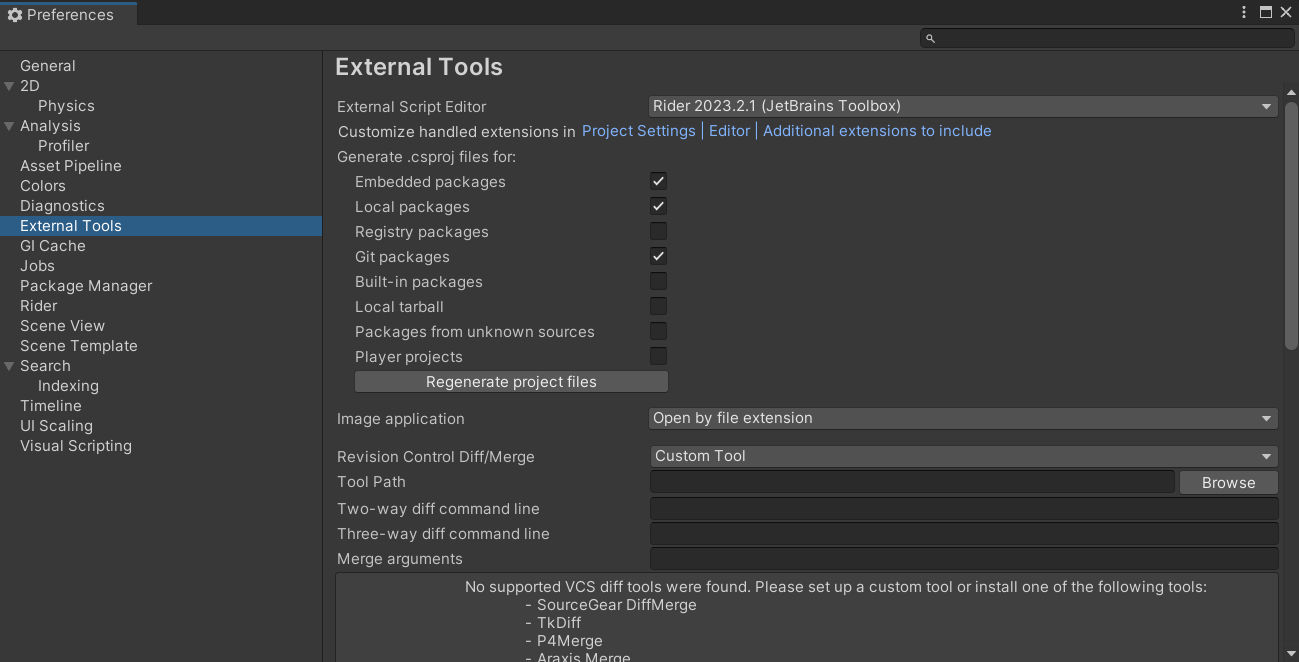 Preferences
General
2D
Physics
Analysis
Profiler
Asset Pipeline
Colors
Diagnostics
External Tools
GI Cache
Jobs
Package Manager
Rider
Scene View
Scene Template
Search
Indexing
Timeline
UI Scaling
Visual Scripting
External Tools
External Script Editor Rider 2023.2.1 (JetBrains Toolbox)
Customize handled extensions in Project Settings | Editor | Additional extensions to include
Generate .csproj files for:
Embedded packages
Local packages
Registry packages
Git packages
Built-in packages
Local tarball
Packages from unknown sources
Player projects
Regenerate project files
Image application Open by file extension
Revision Control Diff/Merge Custom Tool
Tool Path Browse
Two-way diff command line
Three-way diff command line
Merge arguments
No supported VCS diff tools were found. Please set up a custom tool or install one of the following tools:
- SourceGear DiffMerge
- TkDiff
- P4Merge
- Araxis Merge